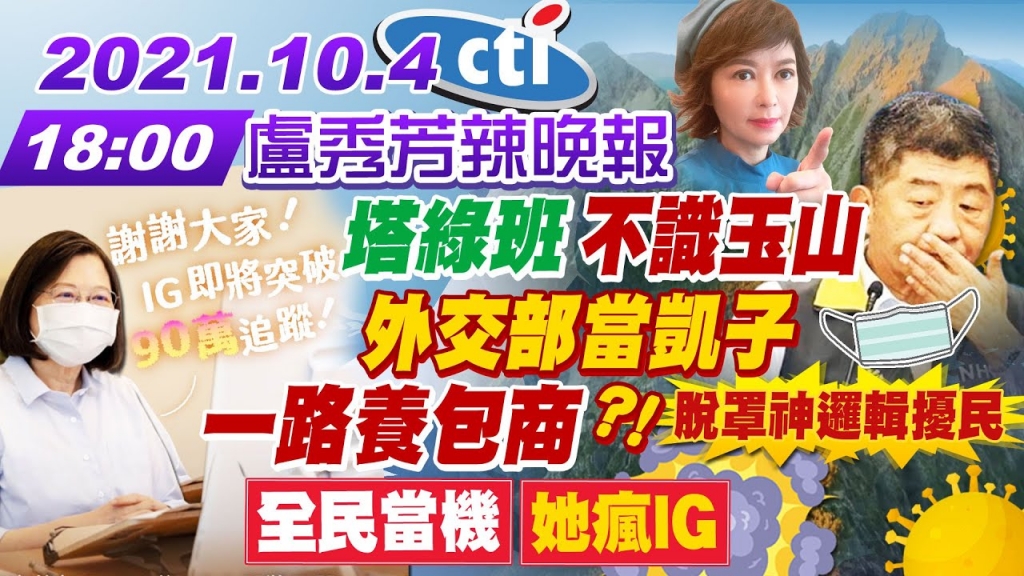 2021.10.4
cti
18:00
盧秀芳辣晚報
謝謝大家!
IG即將突破
90萬追蹤!
塔綠班 不識玉山
外交部當凱子
一路養包商?!
脫罩神邏輯擾民
全民當機 她瘋IG